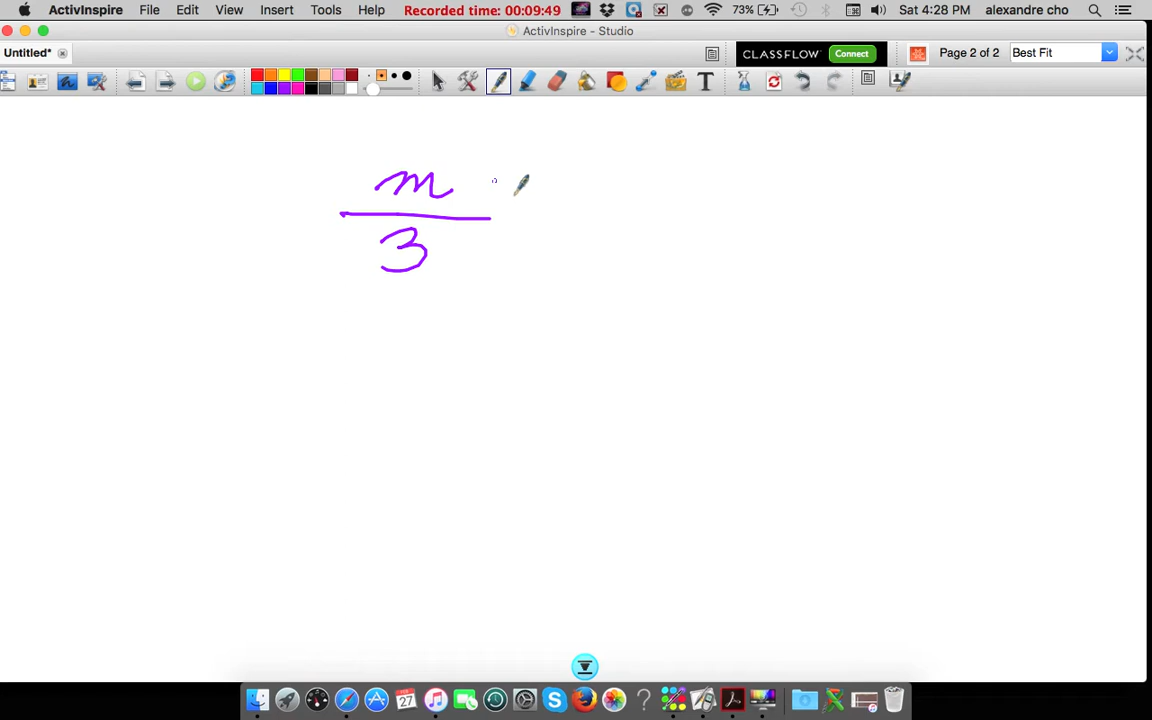 ActivInspire File Edit View Insert Tools Help Recorded time: 00:09:49 73% Sat 4:28 PM alexandre cho
ActivInspire - Studio
Untitled* CLASSFLOW Connect Page 2 of 2 Best Fit
m
3